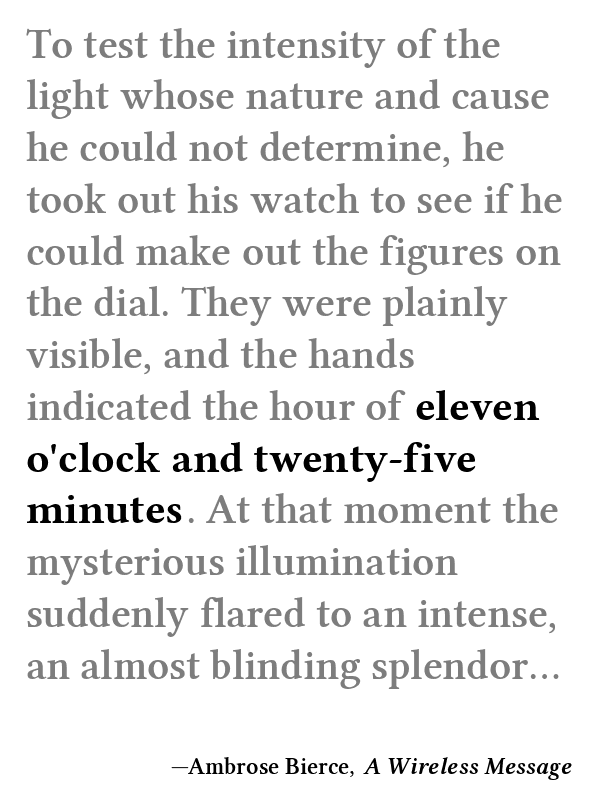 To test the intensity of the
light whose nature and cause
he could not determine, he
took out his watch to see if he
could make out the figures on
the dial. They were plainly
visible, and the hands
indicated the hour of eleven
o'clock and twenty-five
minutes. At that moment the
mysterious illumination
suddenly flared to an intense,
an almost blinding splendor…
—Ambrose Bierce, A Wireless Message